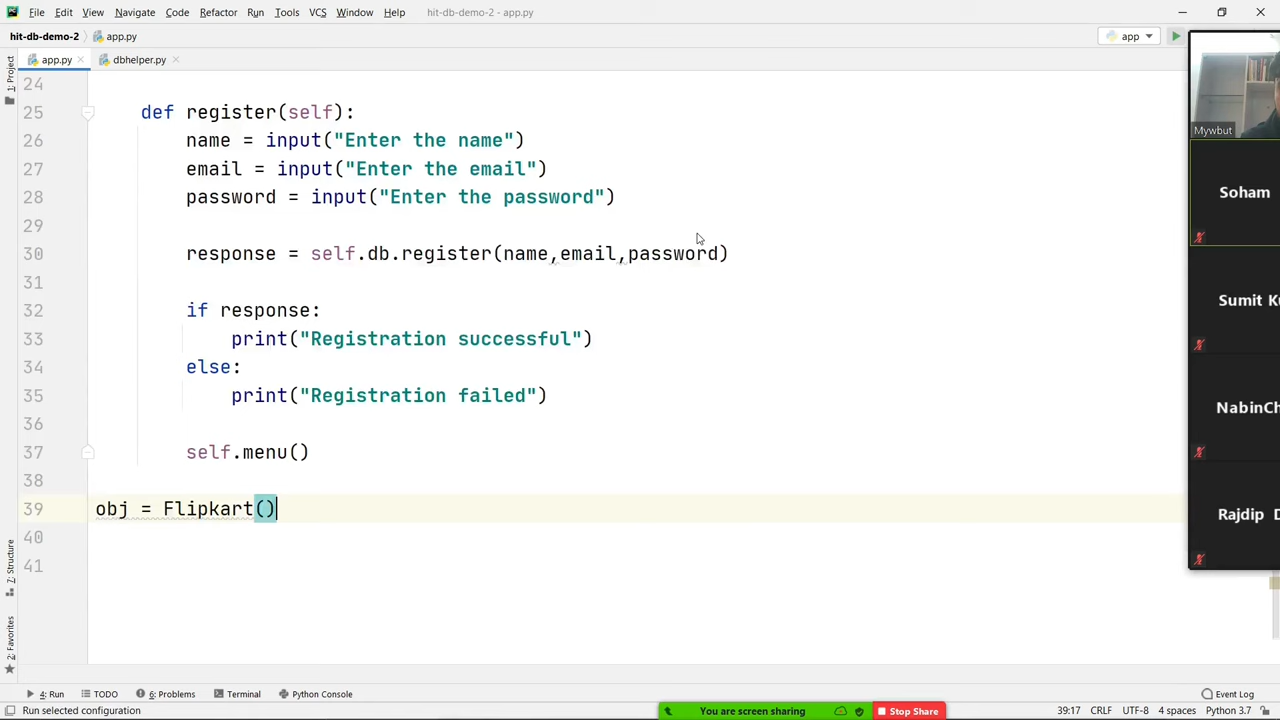 File Edit View Navigate Code Refactor Run Tools VCS Window Help hit-db-demo-2 - app.py
hit-db-demo-2 app.py app
app.py dbhelper.py
1: Project
24
25 def register(self):
26 name = input("Enter the name")
27 email = input("Enter the email")
28 password = input("Enter the password")
29
30 response = self.db.register(name,email,password)
31
32 if response:
33 print("Registration successful")
34 else:
35 print("Registration failed")
36
37 self.menu()
38
39 obj = Flipkart()
40
41
7: Structure
2: Favorites
Mywbut
Soham
Sumit
Rajdip
4: Run TODO 6: Problems Terminal Python Console Event Log
Run selected configuration You are screen sharing Stop Share 39:17 CRLF UTF-8 4 spaces Python 3.7